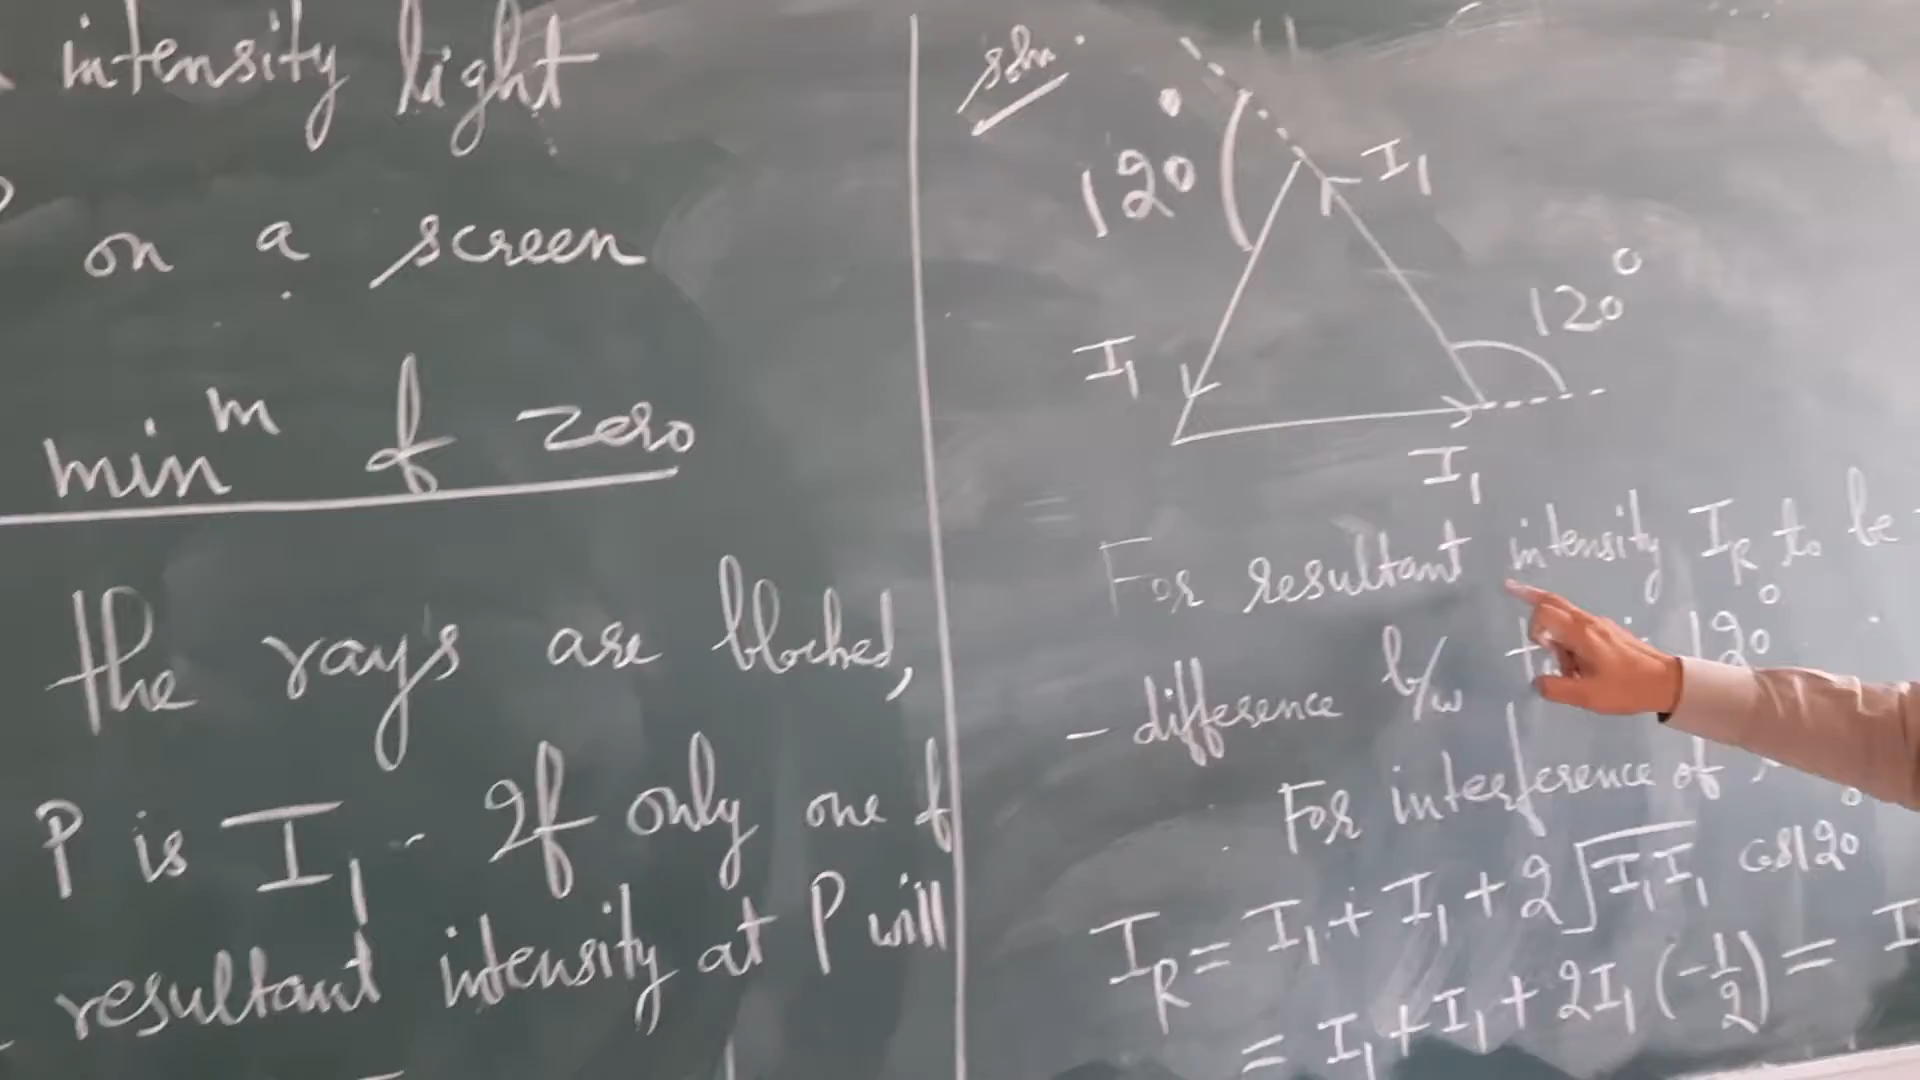 intensity light
on a screen
minᵐ of zero
the rays are blocked,
P is I₁. If only one of
resultant intensity at P will
Soln.
120°
I₁
120°
I₁
I₁
For resultant intensity I_R to be
- difference b/w 120°
For interference of
I_R = I₁ + I₁ + 2√I₁I₁ cos120°
= I₁ + I₁ + 2I₁ (-1/2) = I